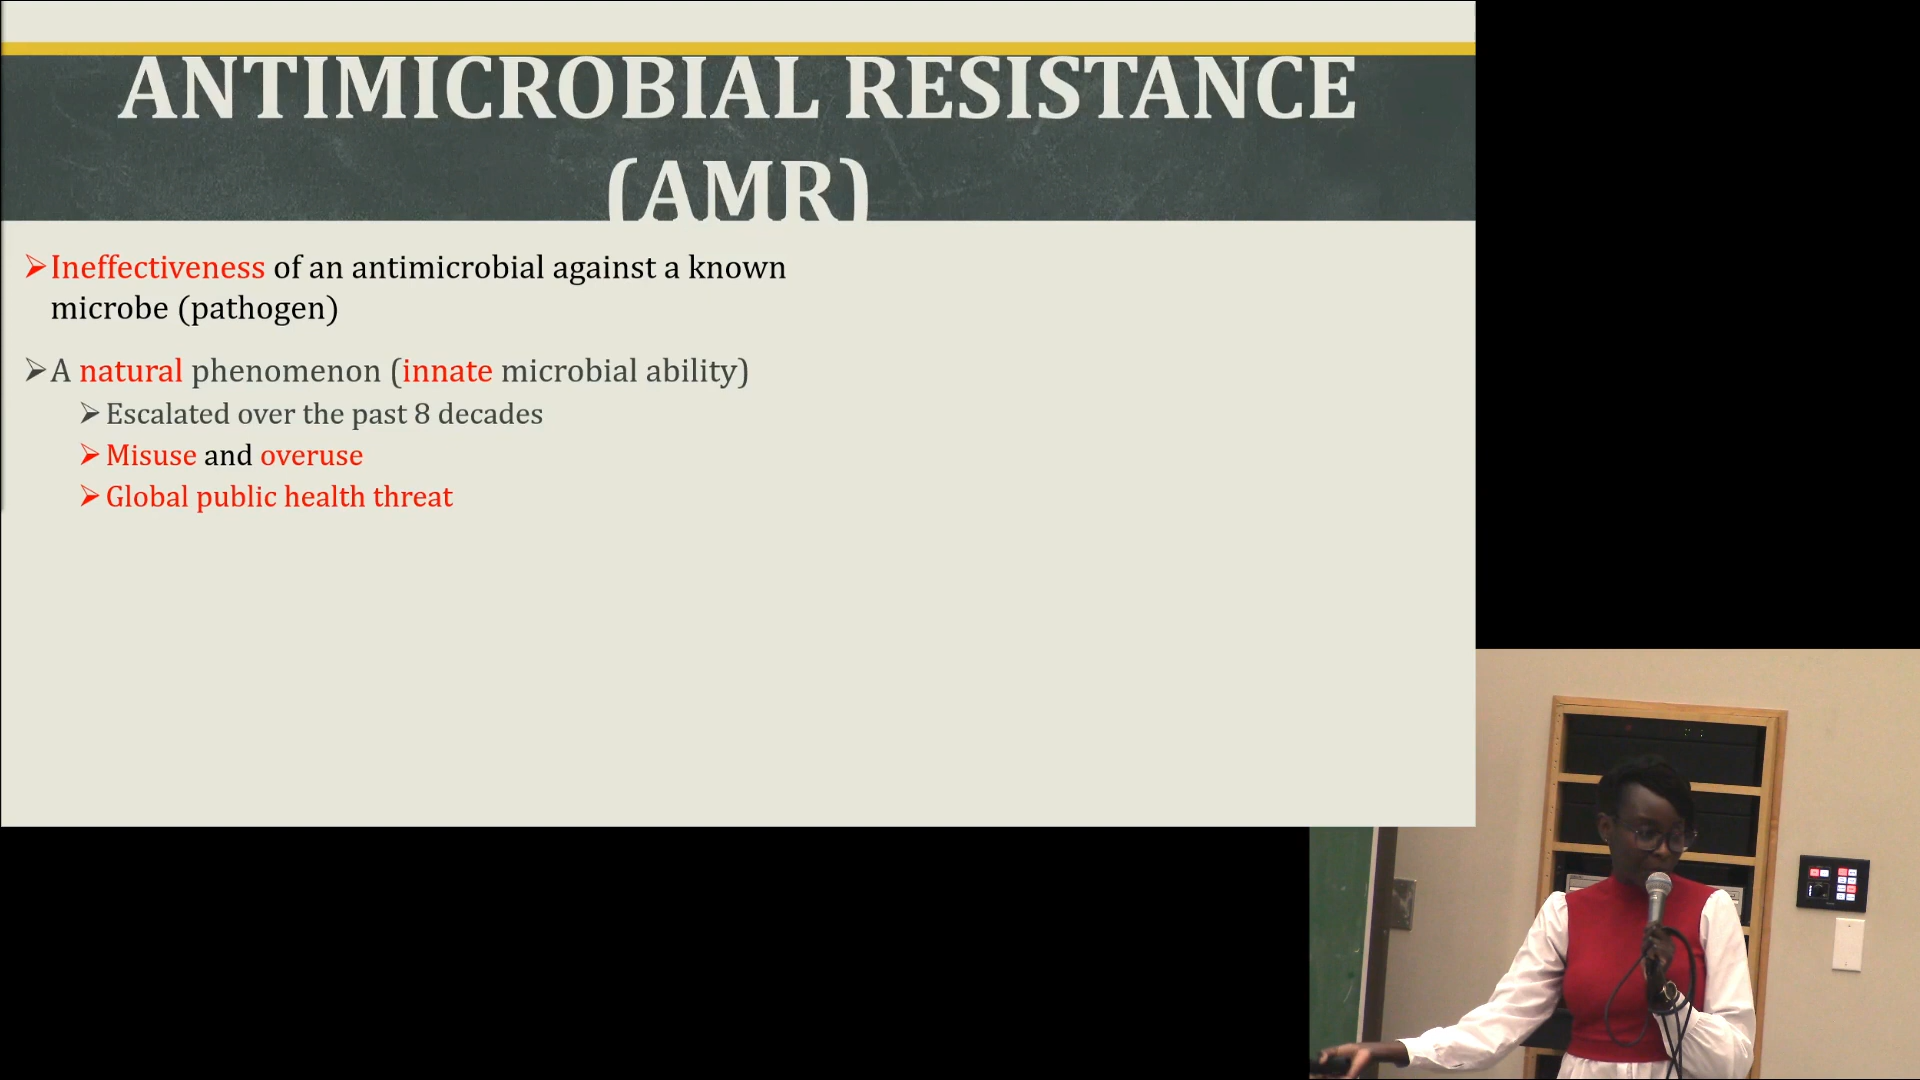 ANTIMICROBIAL RESISTANCE
(AMR)
➢Ineffectiveness of an antimicrobial against a known
microbe (pathogen)
➢A natural phenomenon (innate microbial ability)
➢Escalated over the past 8 decades
➢Misuse and overuse
➢Global public health threat